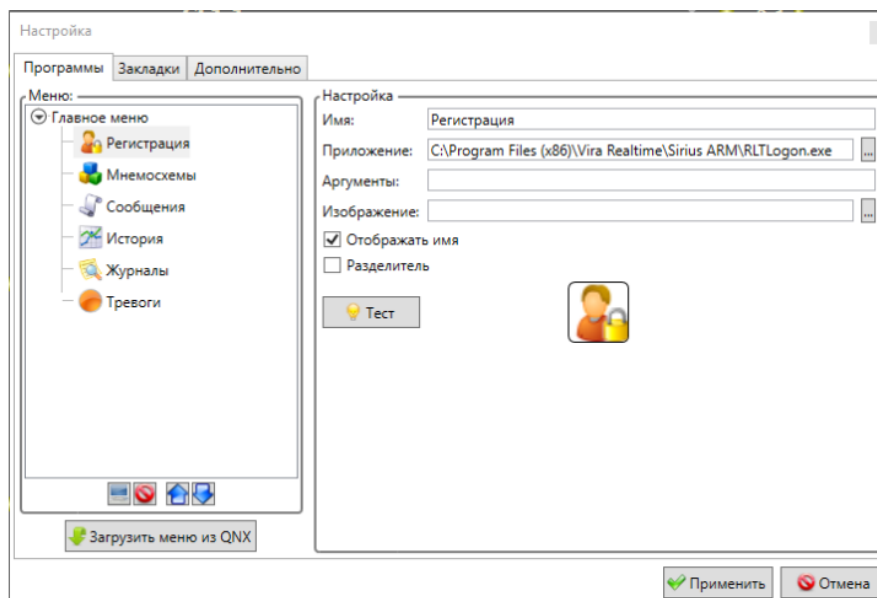 Настройка
Программы Закладки Дополнительно
Меню:
Главное меню
Регистрация
Мнемосхемы
Сообщения
История
Журналы
Тревоги
Загрузить меню из QNX
Настройка
Имя: Регистрация
Приложение: C:\Program Files (x86)\Vira Realtime\Sirius ARM\RLTLogon.exe ...
Аргументы:
Изображение: ...
Отображать имя
Разделитель
Тест
Применить Отмена